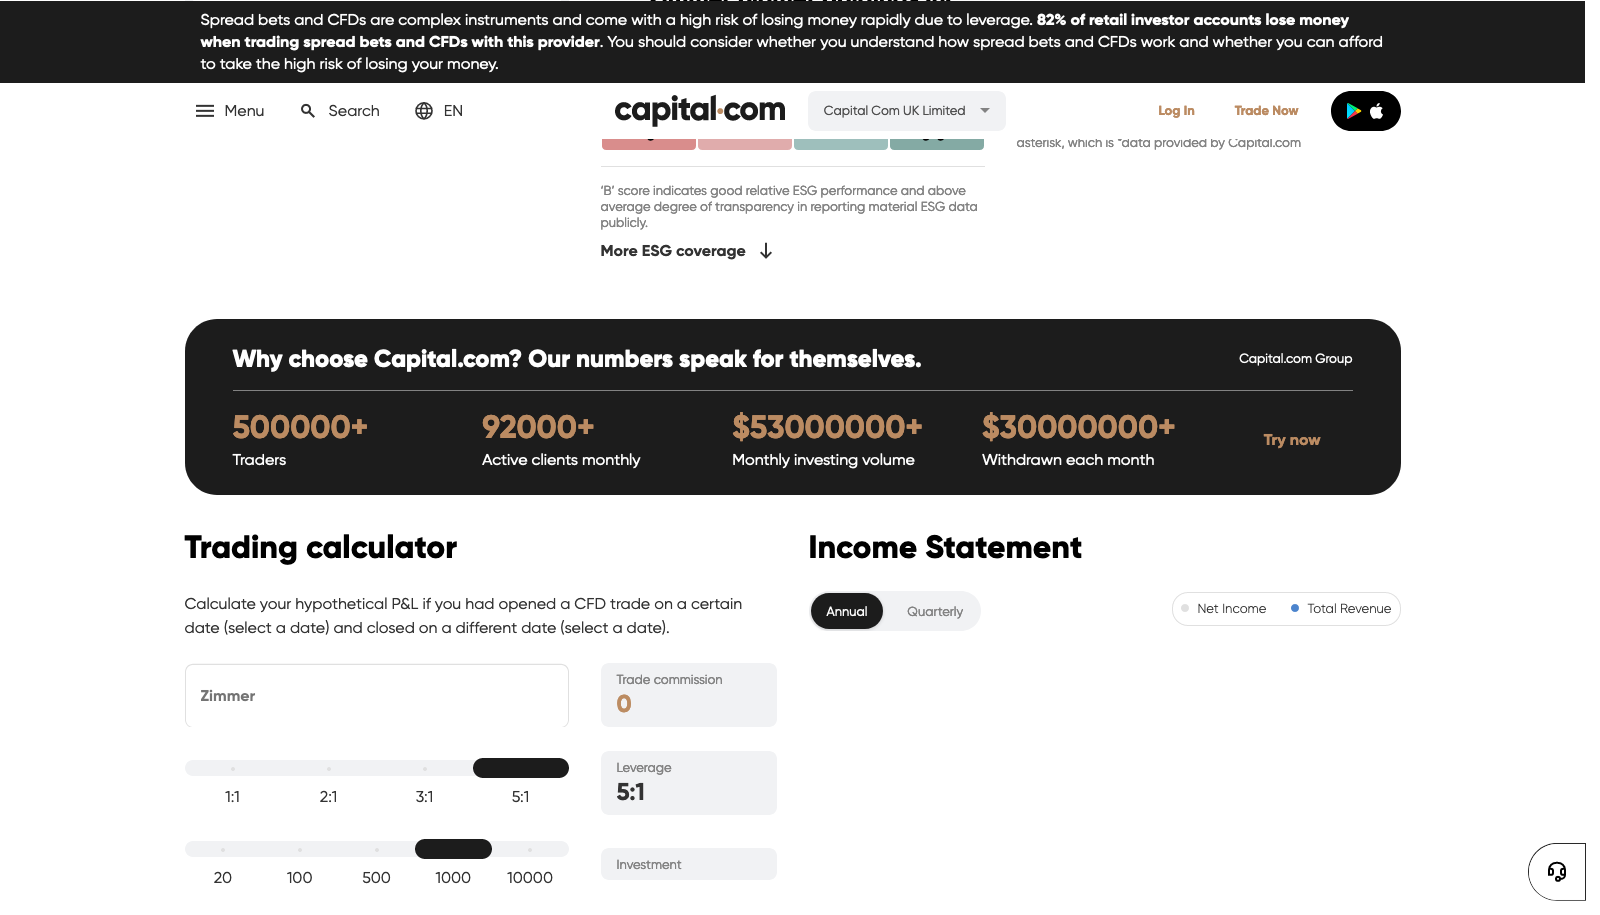 Spread bets and CFDs are complex instruments and come with a high risk of losing money rapidly due to leverage. 82% of retail investor accounts lose money
when trading spread bets and CFDs with this provider. You should consider whether you understand how spread bets and CFDs work and whether you can afford
to take the high risk of losing your money.
Menu Search EN capital.com Capital Com UK Limited Log In Trade Now
asterisk, which is *data provided by Capital.com
‘B’ score indicates good relative ESG performance and above
average degree of transparency in reporting material ESG data
publicly.
More ESG coverage
Why choose Capital.com? Our numbers speak for themselves. Capital.com Group
500000+ 92000+ $53000000+ $30000000+
Traders Active clients monthly Monthly investing volume Withdrawn each month Try now
Trading calculator
Calculate your hypothetical P&L if you had opened a CFD trade on a certain
date (select a date) and closed on a different date (select a date).
Zimmer
Trade commission
0
1:1 2:1 3:1 5:1
Leverage
5:1
20 100 500 1000 10000
Investment
Income Statement
Annual Quarterly Net Income Total Revenue